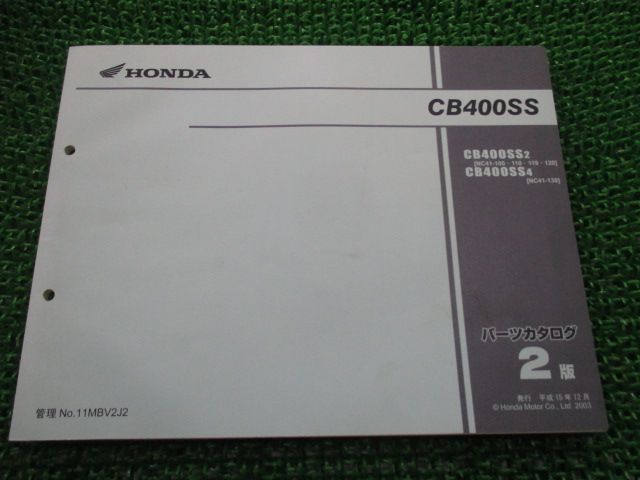 HONDA
CB400SS
CB400SS2
[NC41-100・110・119・120]
CB400SS4
[NC41-130]
パーツカタログ
2版
発行 平成15年12月
© Honda Motor Co., Ltd. 2003
管理 No.11MBV2J2